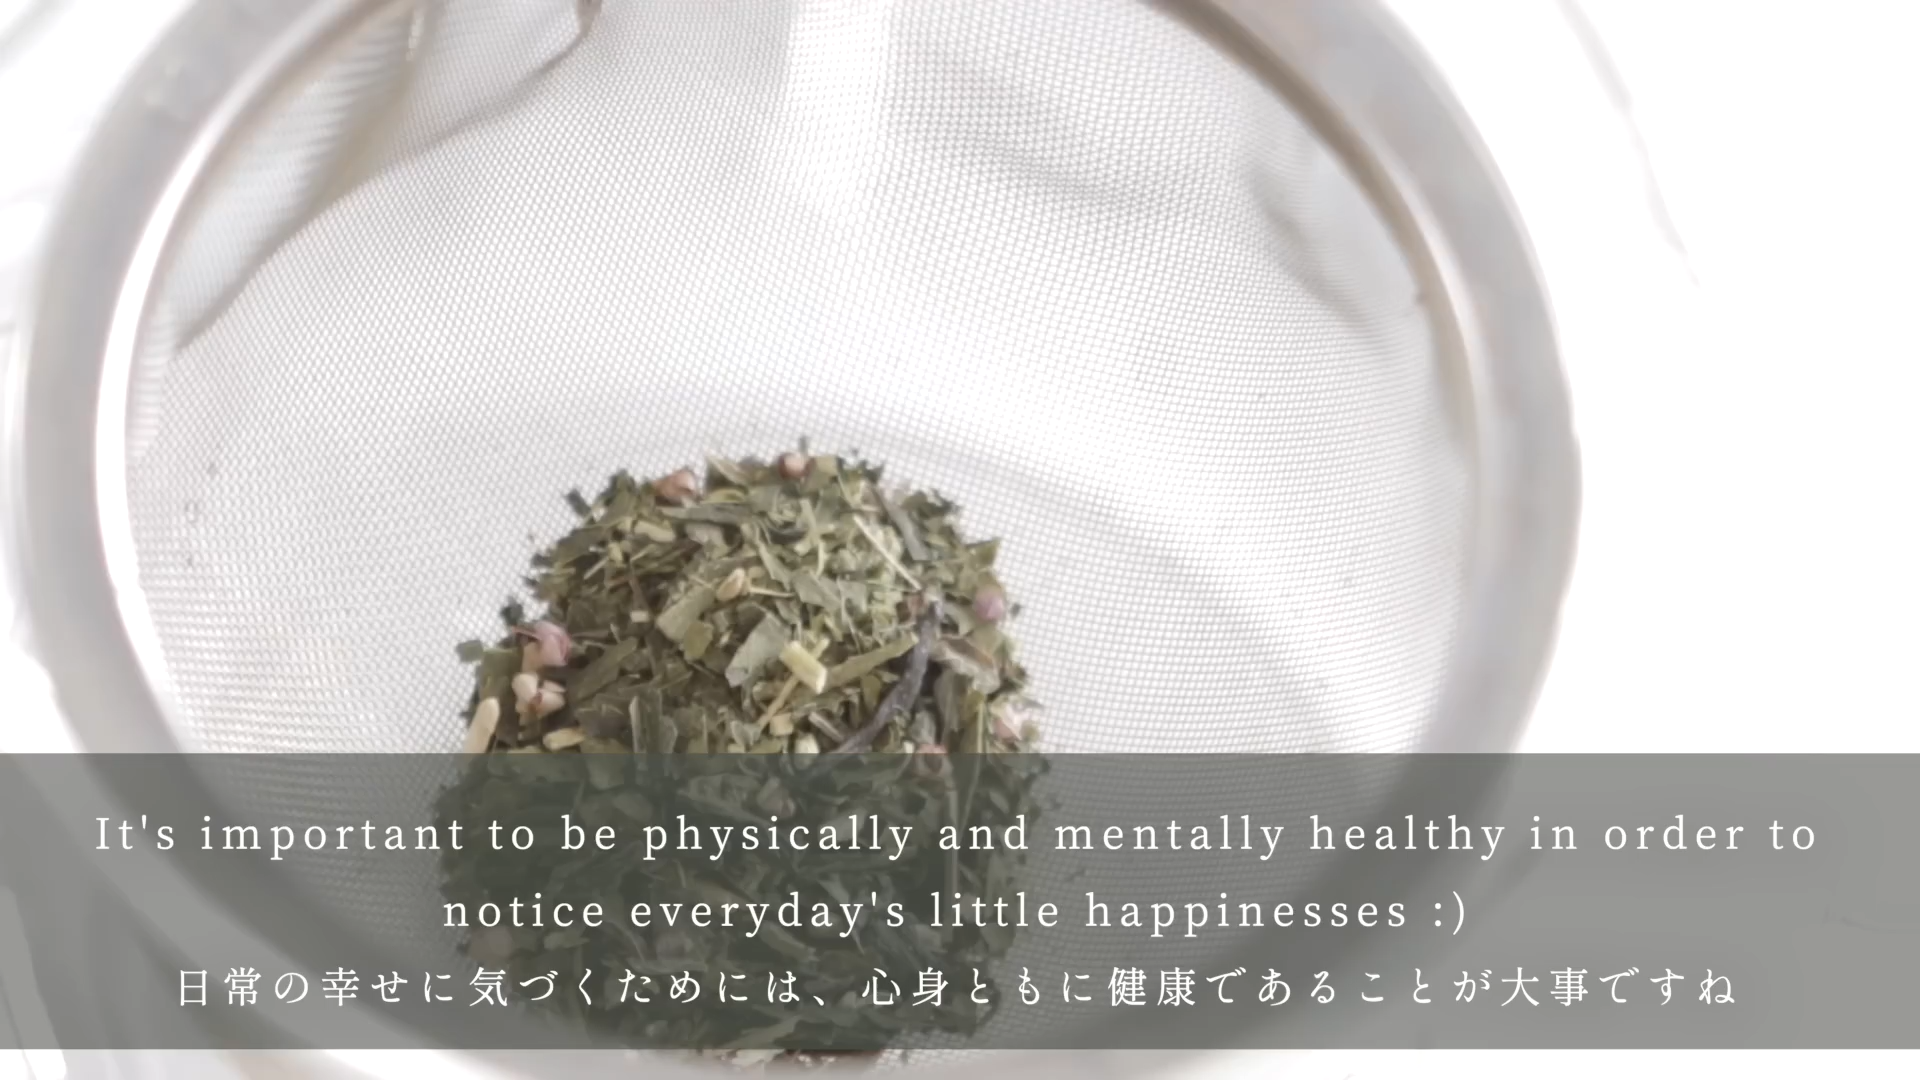 It's important to be physically and mentally healthy in order to
notice everyday's little happinesses :)
日常の幸せに気づくためには、心身ともに健康であることが大事ですね